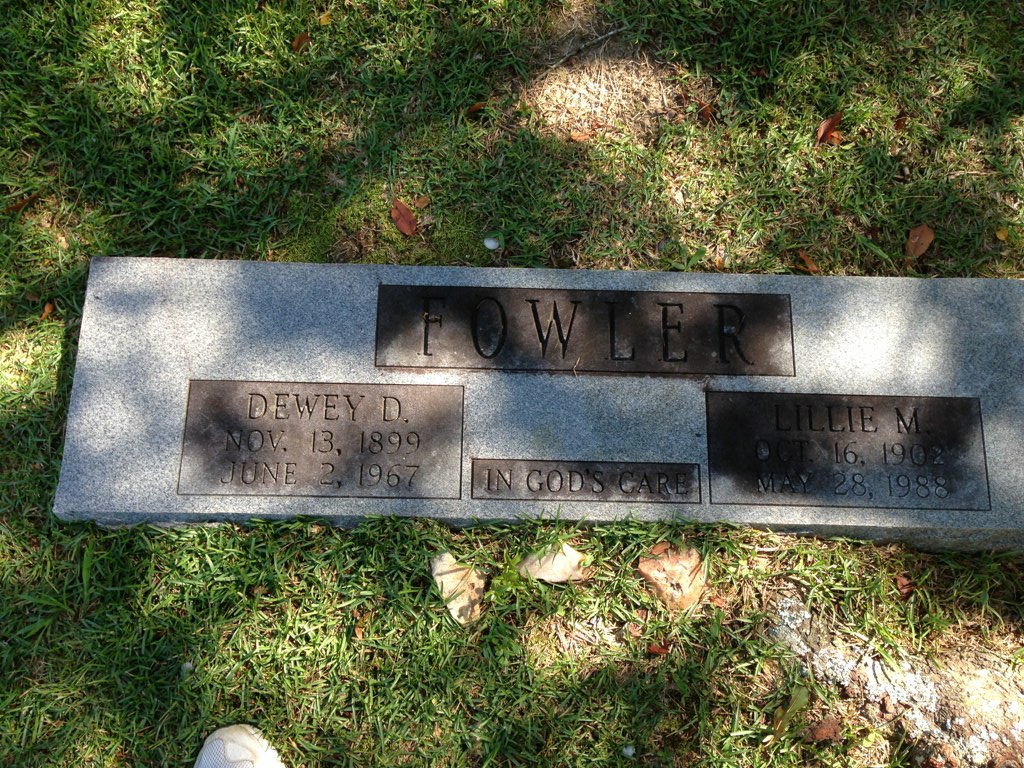 FOWLER
DEWEY D.
NOV. 13, 1899
JUNE 2, 1967
IN GOD'S CARE
LILLIE M.
OCT. 16, 1902
MAY 28, 1988